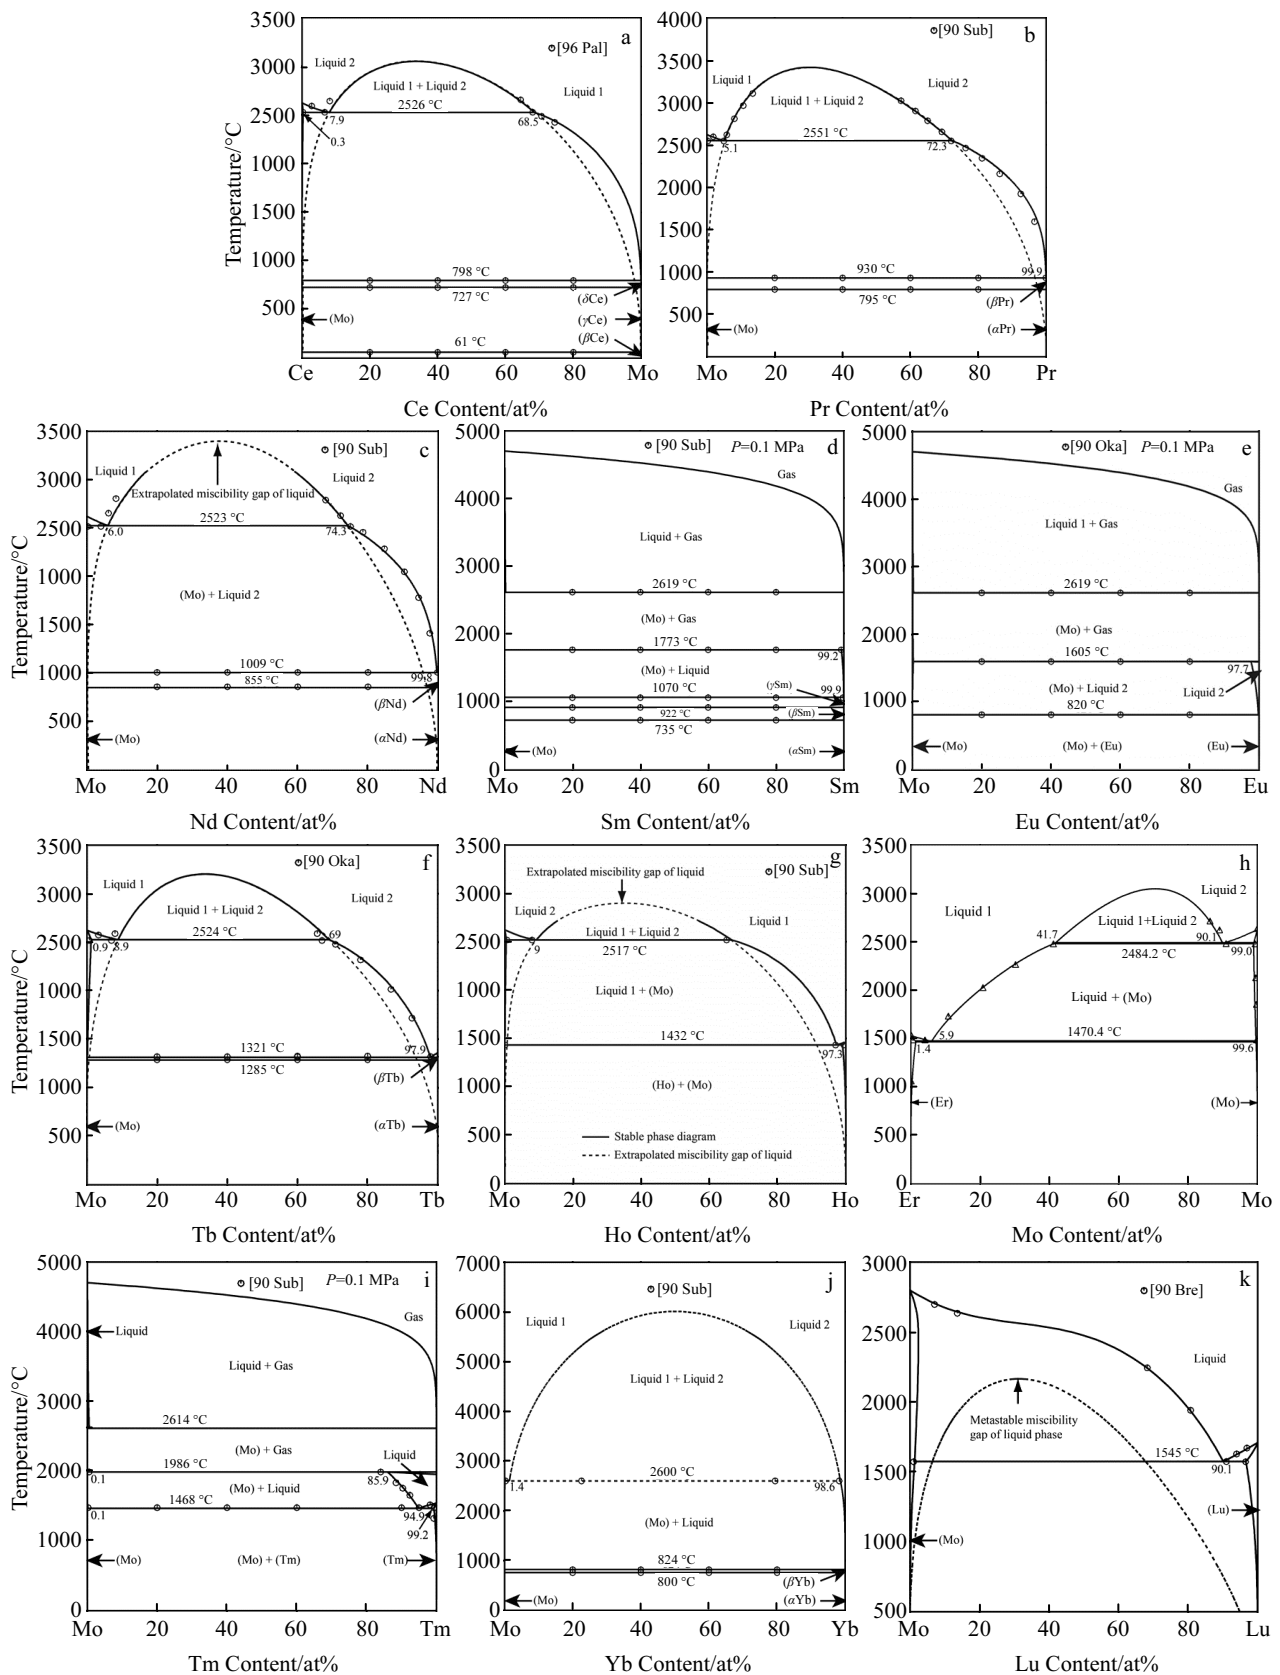 a
[96 Pal]
3500
3000
2500
2000
1500
1000
500
Temperature/°C
Liquid 2
Liquid 1 + Liquid 2
Liquid 1
2526 °C
7.9
68.5
0.3
798 °C
727 °C
(δCe)
(Mo)
(γCe)
(βCe)
61 °C
Ce 20 40 60 80 Mo
Ce Content/at%
b
[90 Sub]
4000
3500
3000
2500
2000
1500
1000
500
Liquid 1
Liquid 2
Liquid 1 + Liquid 2
2551 °C
5.1
72.3
930 °C
99.9
795 °C
(βPr)
(Mo)
(αPr)
Mo 20 40 60 80 Pr
Pr Content/at%
c
[90 Sub]
3500
3000
2500
1000
1500
1000
500
Temperature/°C
Liquid 1
Liquid 2
Extrapolated miscibility gap of liquid
2523 °C
6.0
74.3
(Mo) + Liquid 2
1009 °C
99.8
855 °C
(βNd)
(Mo)
(αNd)
Mo 20 40 60 80 Nd
Nd Content/at%
d
[90 Sub] P=0.1 MPa
5000
4000
3000
2000
1000
0
Gas
Liquid + Gas
2619 °C
(Mo) + Gas
1773 °C
99.2
(Mo) + Liquid
(γSm)
1070 °C
99.9
922 °C
(βSm)
735 °C
(Mo)
(αSm)
Mo 20 40 60 80 Sm
Sm Content/at%
e
[90 Oka] P=0.1 MPa
5000
4000
3000
2000
1000
0
Gas
Liquid 1 + Gas
2619 °C
(Mo) + Gas
1605 °C
97.7
(Mo) + Liquid 2
Liquid 2
820 °C
(Mo)
(Mo) + (Eu)
(Eu)
Mo 20 40 60 80 Eu
Eu Content/at%
f
[90 Oka]
3500
3000
2500
1000
1500
1000
500
Temperature/°C
Liquid 1
Liquid 2
Liquid 1 + Liquid 2
2524 °C
69
0.9
8.9
1321 °C
97.9
1285 °C
(βTb)
(Mo)
(αTb)
Mo 20 40 60 80 Tb
Tb Content/at%
g
[90 Sub]
3500
3000
2500
2000
1500
1000
500
0
Extrapolated miscibility gap of liquid
Liquid 2
Liquid 1
Liquid 1 + Liquid 2
9
2517 °C
Liquid 1 + (Mo)
1432 °C
97.3
(Ho) + (Mo)
Stable phase diagram
Extrapolated miscibility gap of liquid
Mo 20 40 60 80 Ho
Ho Content/at%
h
3500
3000
2500
2000
1500
1000
500
0
Liquid 1
Liquid 2
Liquid 1+Liquid 2
41.7
90.1
2484.2 °C
99.0
Liquid + (Mo)
1470.4 °C
5.9
1.4
99.6
(Er)
(Mo)
Er 20 40 60 80 Mo
Mo Content/at%
i
[90 Sub] P=0.1 MPa
5000
4000
3000
2000
1000
0
Temperature/°C
Gas
Liquid
Liquid + Gas
2614 °C
(Mo) + Gas
Liquid
1986 °C
0.1
85.9
(Mo) + Liquid
1468 °C
0.1
94.9
99.2
(Mo)
(Mo) + (Tm)
(Tm)
Mo 20 40 60 80 Tm
Tm Content/at%
j
[90 Sub]
7000
6000
5000
4000
3000
2000
1000
0
Liquid 1
Liquid 2
Liquid 1 + Liquid 2
2600 °C
1.4
98.6
(Mo) + Liquid
824 °C
800 °C
(βYb)
(Mo)
(αYb)
Mo 20 40 60 80 Yb
Yb Content/at%
k
[90 Bre]
3000
2500
2000
1500
1000
500
Liquid
Metastable miscibility
gap of liquid phase
1545 °C
90.1
(Lu)
(Mo)
Mo 20 40 60 80 Lu
Lu Content/at%